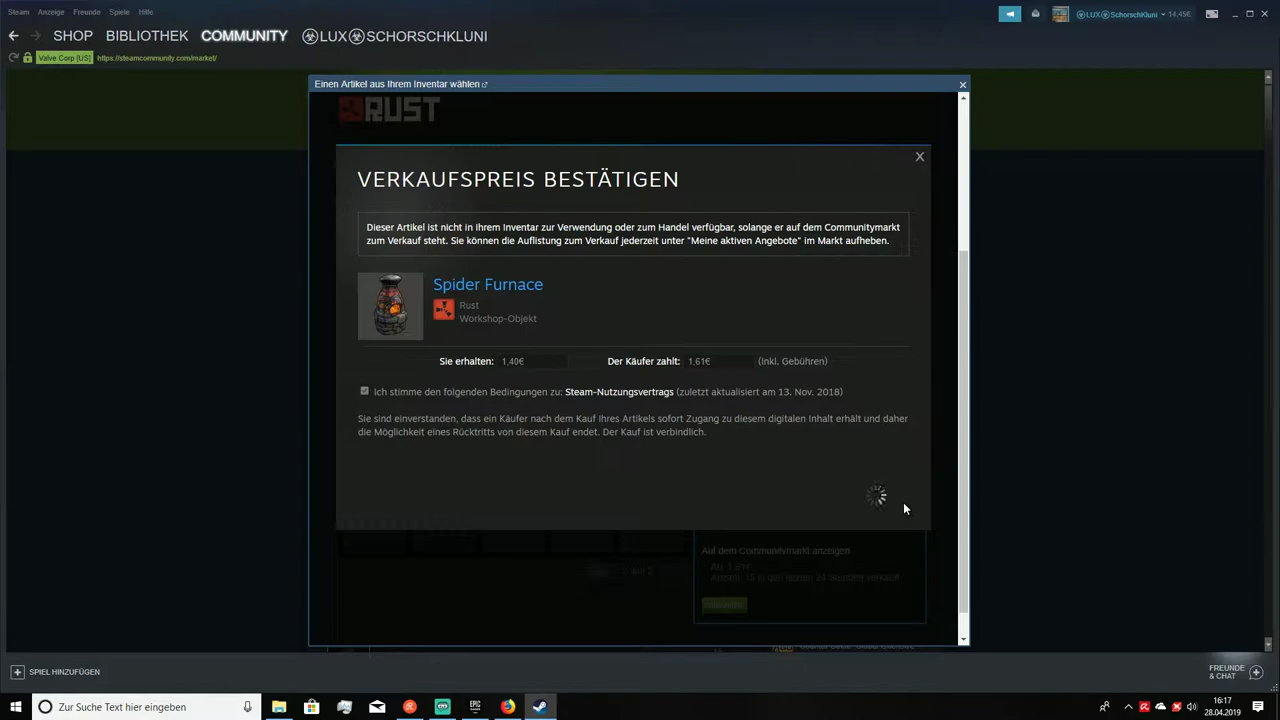 Steam Anzeige Freunde Spiele Hilfe
LUX☣SchorschKluni 14,45€
SHOP BIBLIOTHEK COMMUNITY ☣LUX☣SCHORSCHKLUNI
Valve Corp [US] https://steamcommunity.com/market/
Einen Artikel aus Ihrem Inventar wählen
RUST
X
VERKAUFSPREIS BESTÄTIGEN
Dieser Artikel ist nicht in Ihrem Inventar zur Verwendung oder zum Handel verfügbar, solange er auf dem Communitymarkt
zum Verkauf steht. Sie können die Auflistung zum Verkauf jederzeit unter "Meine aktiven Angebote" im Markt aufheben.
Spider Furnace
Rust
Workshop-Objekt
Sie erhalten: 1,40€ Der Käufer zahlt: 1,61€ (inkl. Gebühren)
Ich stimme den folgenden Bedingungen zu: Steam-Nutzungsvertrags (zuletzt aktualisiert am 13. Nov. 2018)
Sie sind einverstanden, dass ein Käufer nach dem Kauf Ihres Artikels sofort Zugang zu diesem digitalen Inhalt erhält und daher
die Möglichkeit eines Rücktritts von diesem Kauf endet. Der Kauf ist verbindlich.
Auf dem Communitymarkt anzeigen
SPIEL HINZUFÜGEN
FREUNDE
& CHAT
Zur Suche Text hier eingeben
16:17
28.04.2019